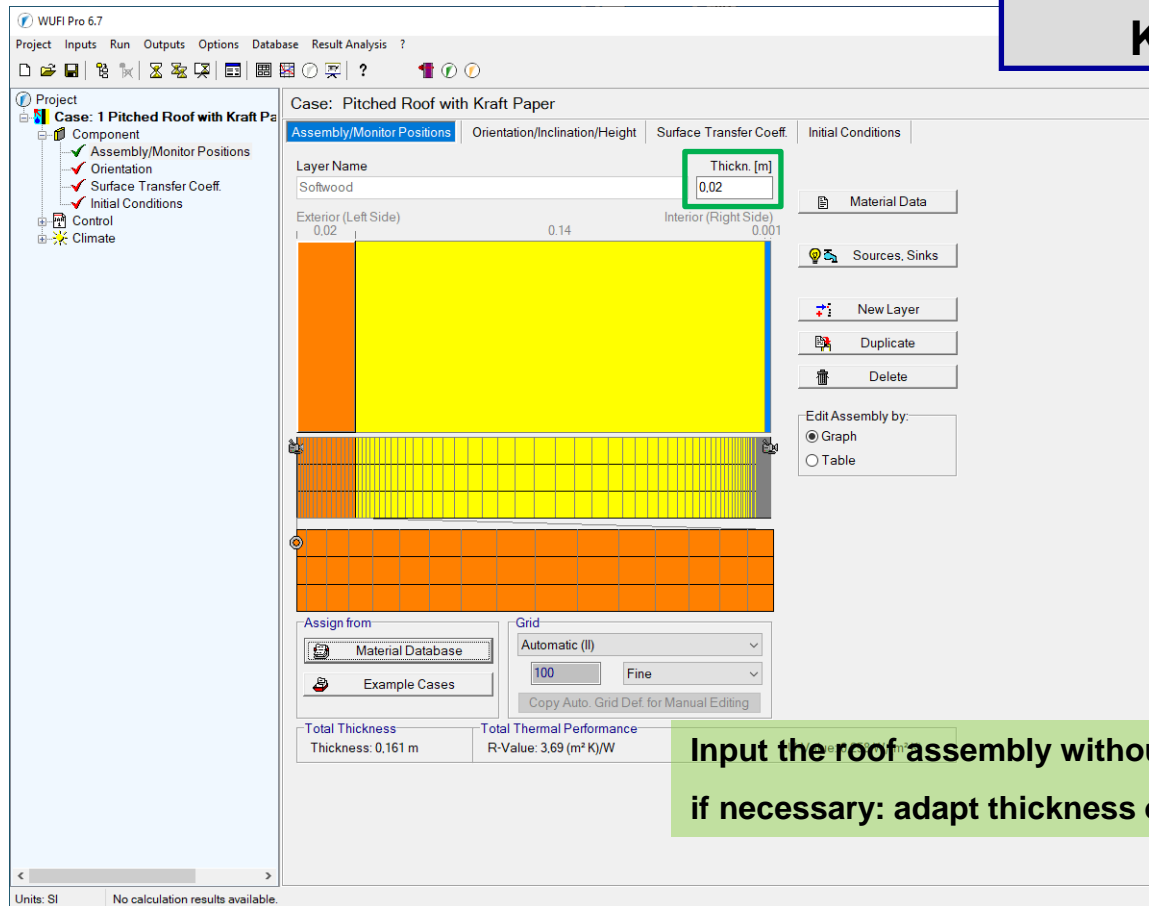 WUFI Pro 6.7
K
Project Inputs Run Outputs Options Database Result Analysis ?
?
Project
Case: 1 Pitched Roof with Kraft Pa
Component
Assembly/Monitor Positions
Orientation
Surface Transfer Coeff.
Initial Conditions
Control
Climate
Case: Pitched Roof with Kraft Paper
Assembly/Monitor Positions Orientation/Inclination/Height Surface Transfer Coeff. Initial Conditions
Layer Name Thickn. [m]
Softwood 0,02
Exterior (Left Side) Interior (Right Side)
0,02 0.14 0.001
Material Data
Sources, Sinks
New Layer
Duplicate
Delete
Edit Assembly by:
Graph
Table
Assign from
Material Database
Example Cases
Grid
Automatic (II)
100 Fine
Copy Auto. Grid Def. for Manual Editing
Total Thickness
Thickness: 0,161 m
Total Thermal Performance
R-Value: 3,69 (m² K)/W
Input the roof assembly withou
if necessary: adapt thickness
Units: SI No calculation results available.